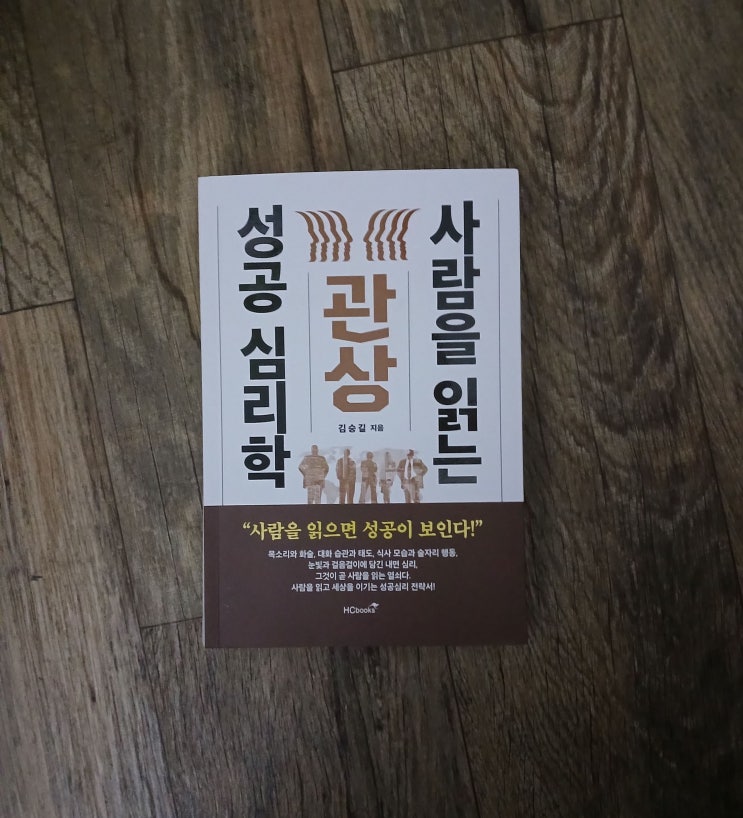 사람을 읽는
관상
성공 심리학
김승길 지음
“사람을 읽으면 성공이 보인다!”
목소리와 화술, 대화 습관과 태도, 식사 모습과 술자리 행동,
눈빛과 걸음걸이에 담긴 내면 심리,
그것이 곧 사람을 읽는 열쇠다.
사람을 읽고 세상을 이기는 성공심리 전략서!
HCbooks